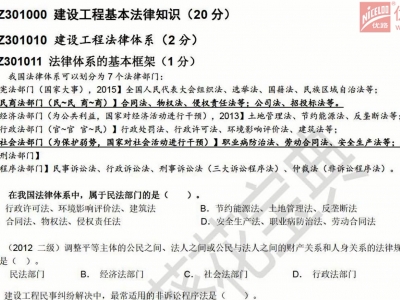 NICELOO
优路
Z301000 建设工程基本法律知识（20 分）
Z301010 建设工程法律体系（2 分）
Z301011 法律体系的基本框架（1 分）
我国法律体系可以划分为 7 个法律部门：
宪法部门（国家大事），2015】全国人民代表大会组织法、选举法、国籍法、民族区域自治法等；
民商法部门（民～民 商～商）】合同法、物权法、侵权责任法等；公司法、招投标法等。
经济法部门（为公共利益，国家对经济活动进行干预），2013】土地管理法、节约能源法、反垄断法等；
行政法部门（官~官 官~民）】行政处罚法、行政许可法、环境影响评价法、建筑法等；
社会法部门（为保护弱势，国家对社会活动进行干预）】职业病防治法、劳动合同法、安全生产法等；
刑法部门】
程序法部门】民事诉讼法、行政诉讼法、刑事诉讼法（三大诉讼程序法）、仲裁法（非诉讼程序法）。
在我国法律体系中，属于民法部门的是（ ）。
行政许可法、环境影响评价法、建筑法 B、节约能源法、土地管理法、反垄断法
合同法、物权法、侵权责任法 D、安全生产法、职业病防治法、劳动合同法
（2012 二级）调整平等主体的公民之间、法人之间或公民与法人之间的财产关系和人身关系的法律规
是（ ）。
民法部门 B. 经济法部门 C. 社会法部门 D. 行政法部门
建设工程民事纠纷解决中，最常适用的非诉讼程序法是（ ）。